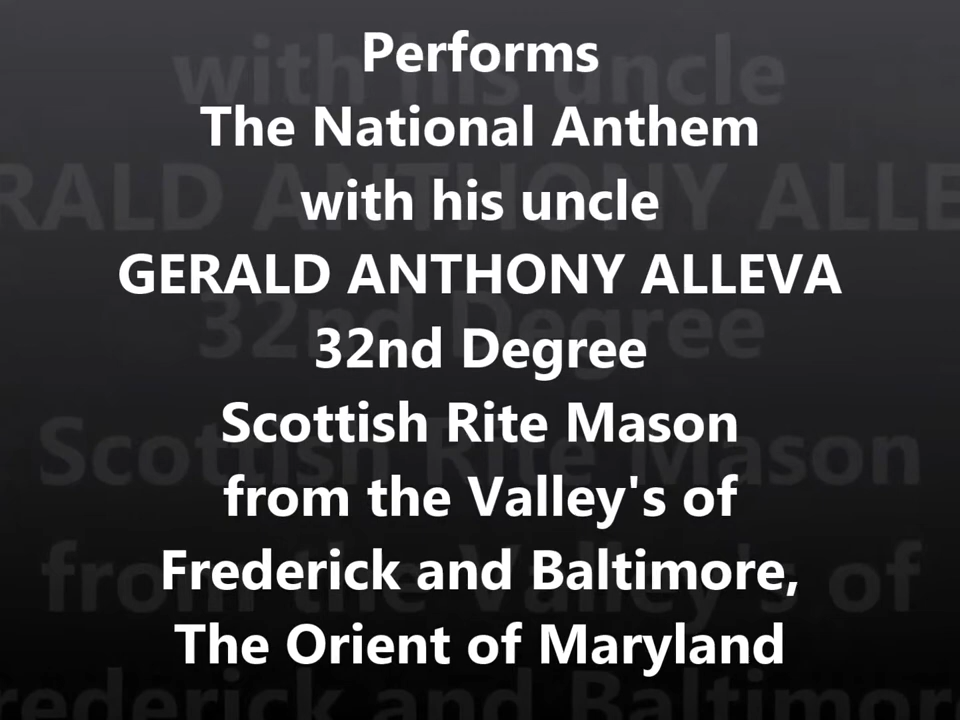 Performs
The National Anthem
with his uncle
GERALD ANTHONY ALLEVA
32nd Degree
Scottish Rite Mason
from the Valley's of
Frederick and Baltimore,
The Orient of Maryland